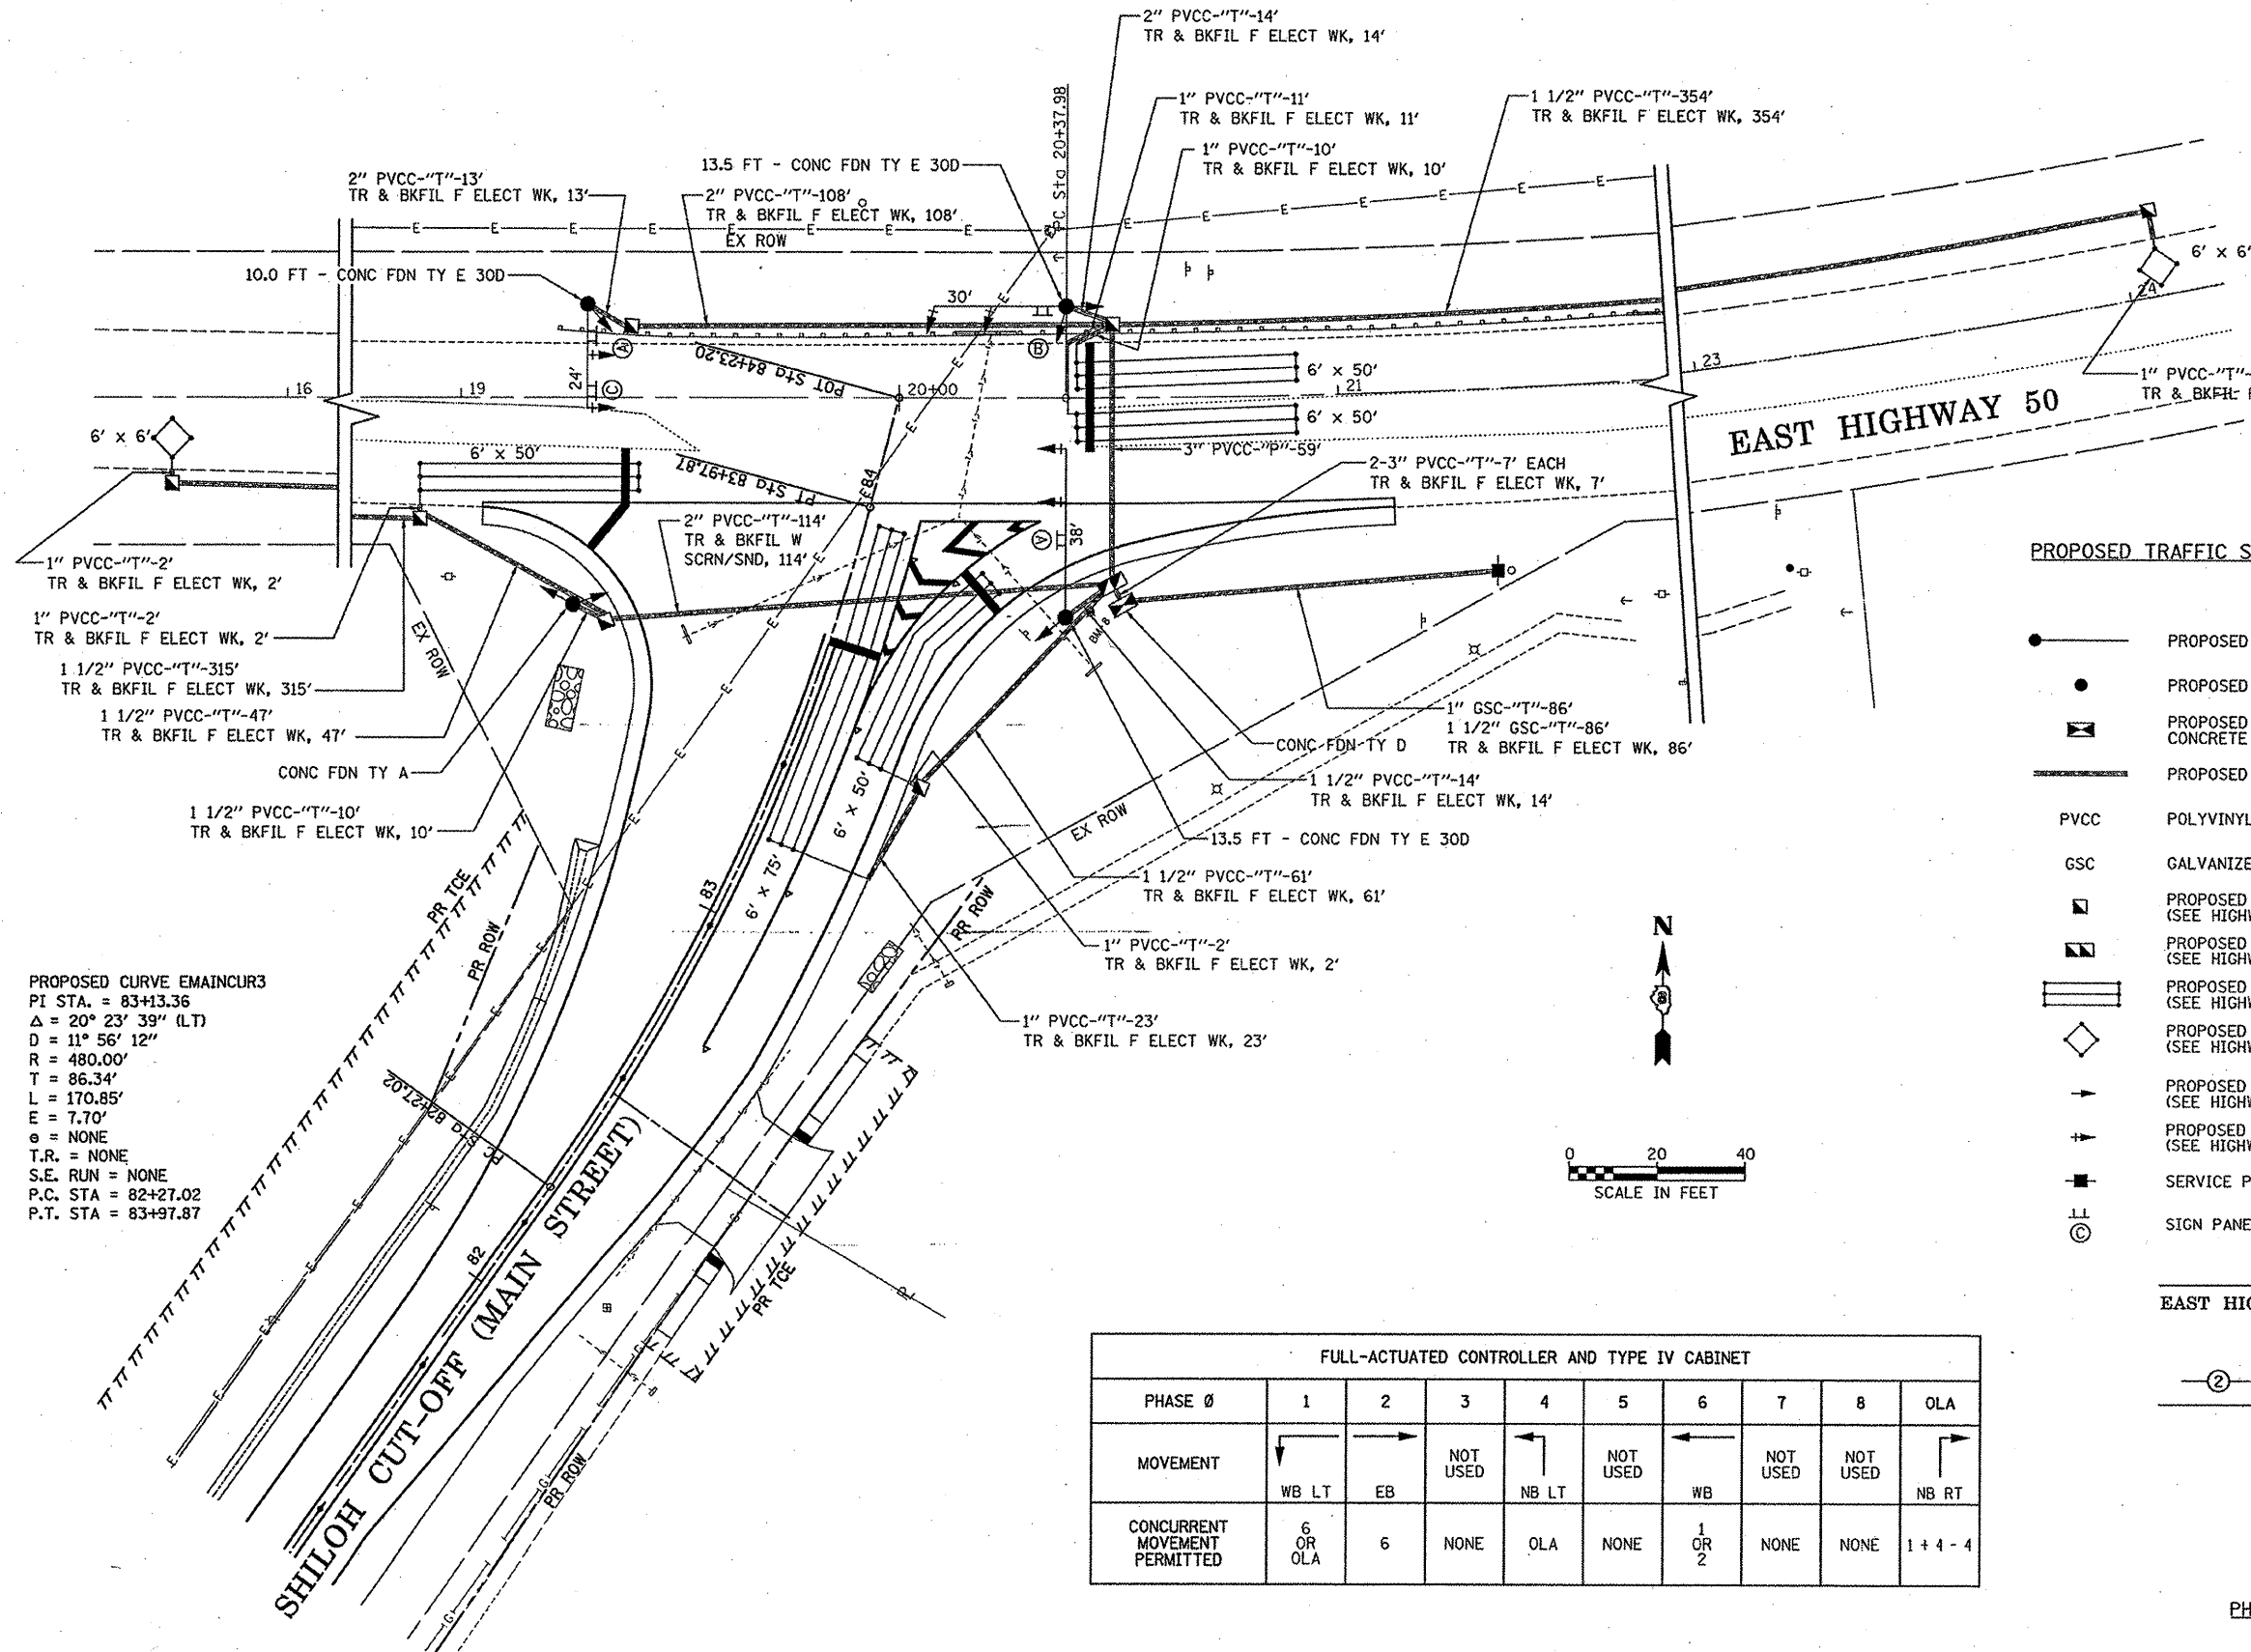 2" PVCC-"T"-14'
TR & BKFIL F ELECT WK, 14'
1" PVCC-"T"-11'
TR & BKFIL F ELECT WK, 11'
1 1/2" PVCC-"T"-354'
TR & BKFIL F ELECT WK, 354'
1" PVCC-"T"-10'
TR & BKFIL F ELECT WK, 10'
PC Sta 20+37.98
13.5 FT - CONC FDN TY E 30D
2" PVCC-"T"-13'
TR & BKFIL F ELECT WK, 13'
2" PVCC-"T"-108'
TR & BKFIL F ELECT WK, 108'
EX ROW
10.0 FT - CONC FDN TY E 30D
30'
A
B
C
24'
POT Sta 84+23.20
20+00
16
19
21
23
24
6' x 50'
6' x 50'
6' x 6'
6' x 6'
1" PVCC-"T"-
TR & BKFIL
EAST HIGHWAY 50
6' x 50'
PT Sta 83+97.87
84
3" PVCC-"P"-59'
2-3" PVCC-"T"-7' EACH
TR & BKFIL F ELECT WK, 7'
2" PVCC-"T"-114'
TR & BKFIL W
SCRN/SND, 114'
A
38'
1" PVCC-"T"-2'
TR & BKFIL F ELECT WK, 2'
1" PVCC-"T"-2'
TR & BKFIL F ELECT WK, 2'
1 1/2" PVCC-"T"-315'
TR & BKFIL F ELECT WK, 315'
1 1/2" PVCC-"T"-47'
TR & BKFIL F ELECT WK, 47'
CONC FDN TY A
1 1/2" PVCC-"T"-10'
TR & BKFIL F ELECT WK, 10'
EX ROW
BM-8
1" GSC-"T"-86'
1 1/2" GSC-"T"-86'
TR & BKFIL F ELECT WK, 86'
CONC FDN TY D
1 1/2" PVCC-"T"-14'
TR & BKFIL F ELECT WK, 14'
13.5 FT - CONC FDN TY E 30D
EX ROW
1 1/2" PVCC-"T"-61'
TR & BKFIL F ELECT WK, 61'
1" PVCC-"T"-2'
TR & BKFIL F ELECT WK, 2'
1" PVCC-"T"-23'
TR & BKFIL F ELECT WK, 23'
6' x 50'
6' x 75'
83
PR TCE
PR ROW
PR ROW
PROPOSED CURVE EMAINCUR3
PI STA. = 83+13.36
Δ = 20° 23' 39" (LT)
D = 11° 56' 12"
R = 480.00'
T = 86.34'
L = 170.85'
E = 7.70'
e = NONE
T.R. = NONE
S.E. RUN = NONE
P.C. STA = 82+27.02
P.T. STA = 83+97.87
PC Sta 82+27.02
82
SHILOH CUT-OFF (MAIN STREET)
PR TCE
PR ROW
N
0 20 40
SCALE IN FEET
PROPOSED TRAFFIC S
PROPOSED
PROPOSED
PROPOSED
CONCRETE
PROPOSED
PVCC POLYVINYL
GSC GALVANIZE
PROPOSED
(SEE HIGHW
PROPOSED
(SEE HIGHW
PROPOSED
(SEE HIGHW
PROPOSED
(SEE HIGHW
PROPOSED
(SEE HIGHW
PROPOSED
(SEE HIGHW
SERVICE P
C SIGN PANE
EAST HIG
2
PH
FULL-ACTUATED CONTROLLER AND TYPE IV CABINET
PHASE Ø 1 2 3 4 5 6 7 8 OLA
MOVEMENT WB LT EB NOT USED NB LT NOT USED WB NOT USED NOT USED NB RT
CONCURRENT MOVEMENT PERMITTED 6 OR OLA 6 NONE OLA NONE 1 OR 2 NONE NONE 1 + 4 - 4